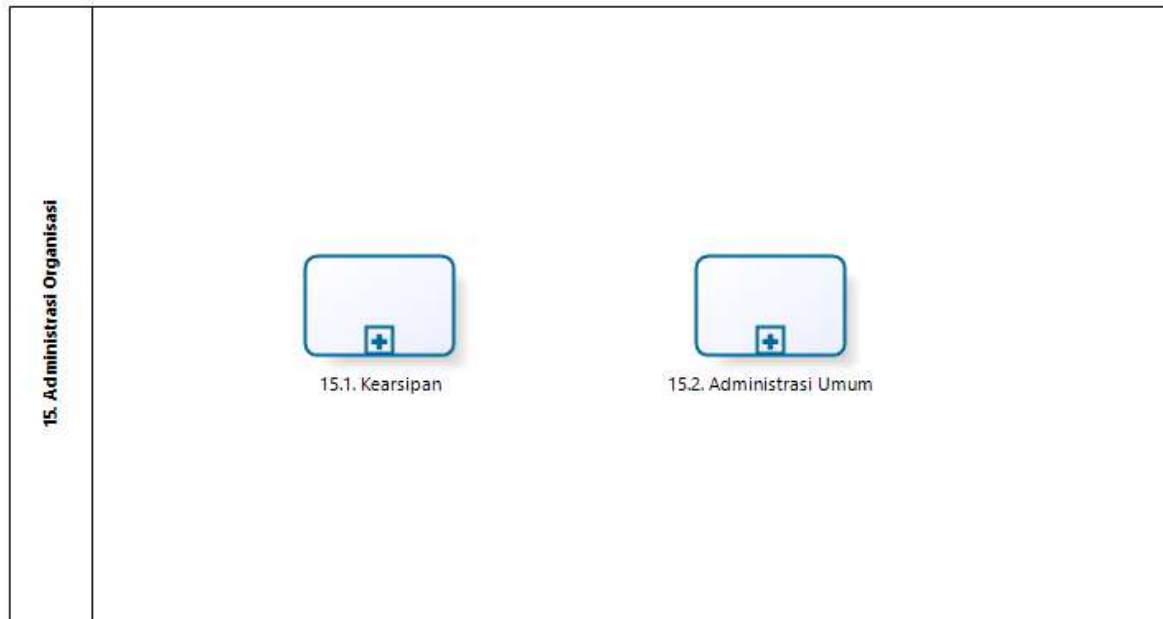 15. Administrasi Organisasi
15.1. Kearsipan
15.2. Administrasi Umum